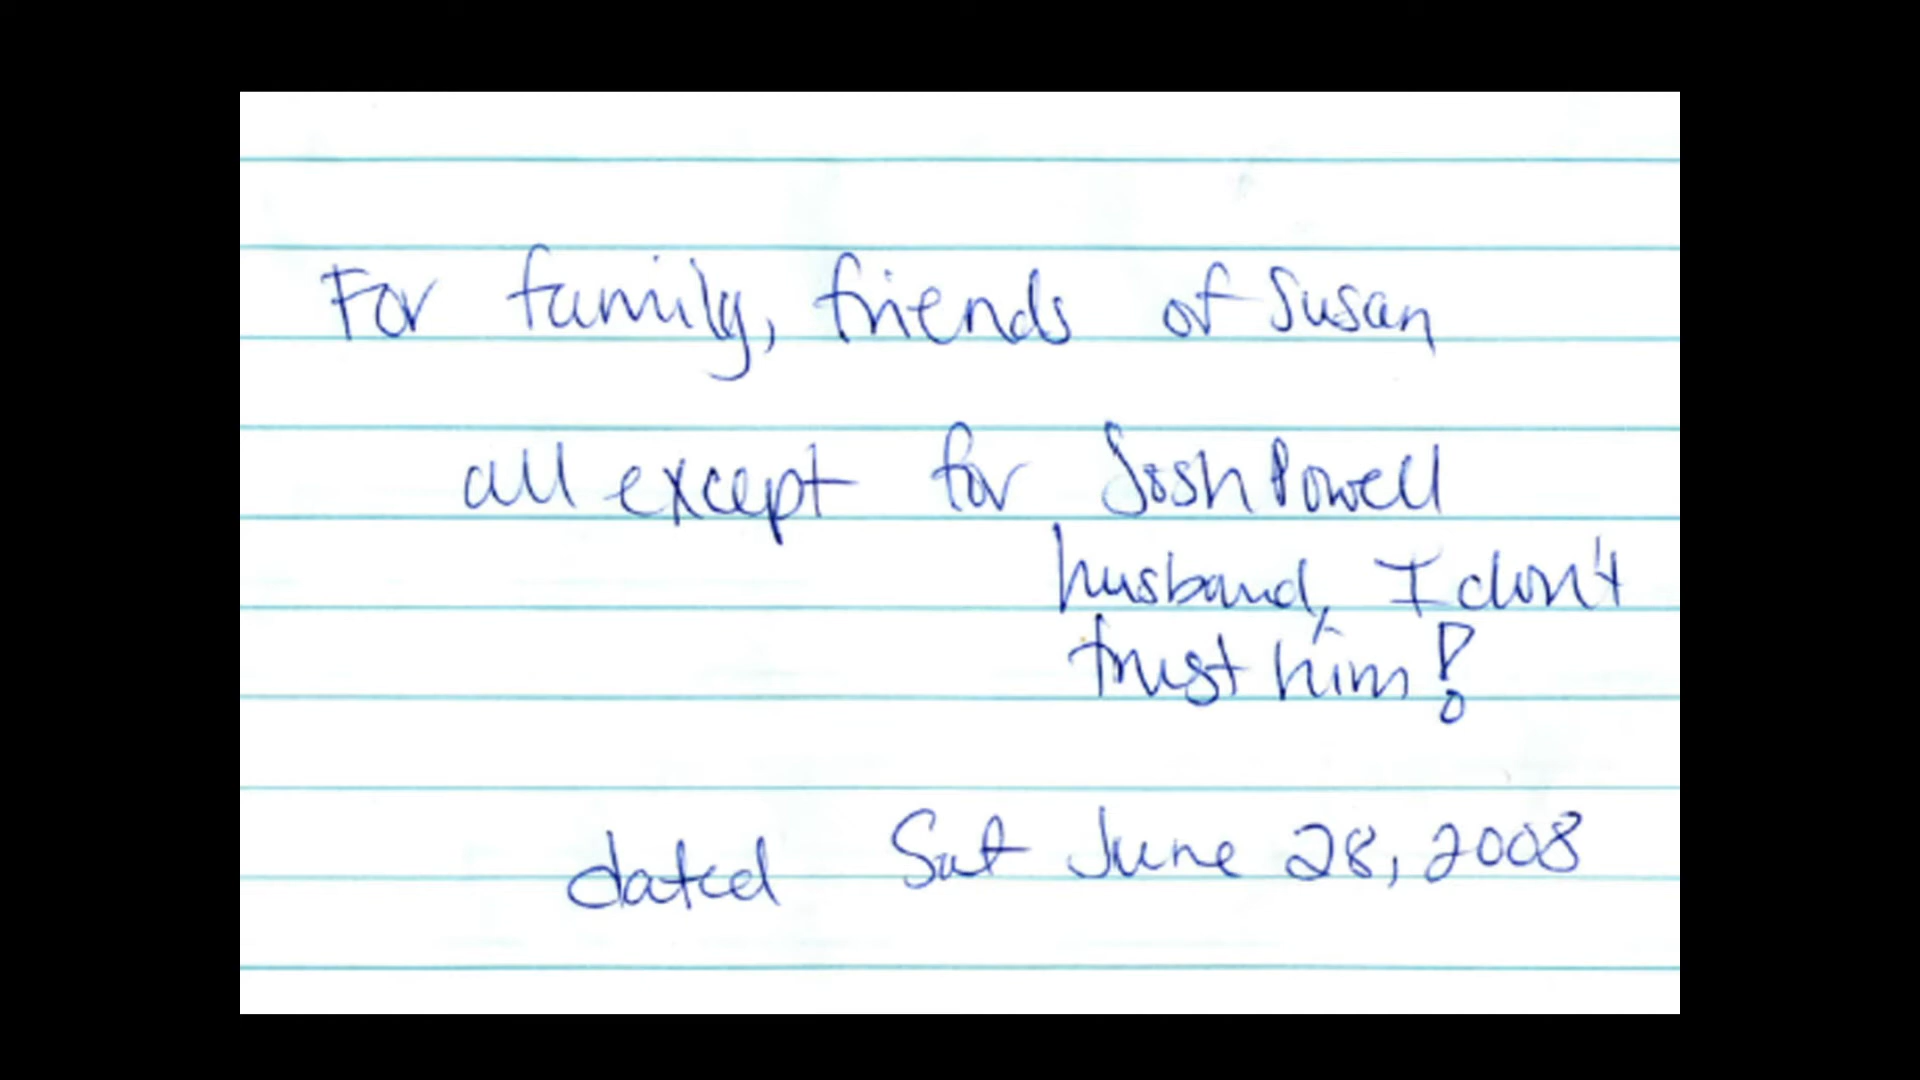 For family, friends of Susan
all except for Josh Powell
husband, I don't
trust him!
dated Sat June 28, 2008